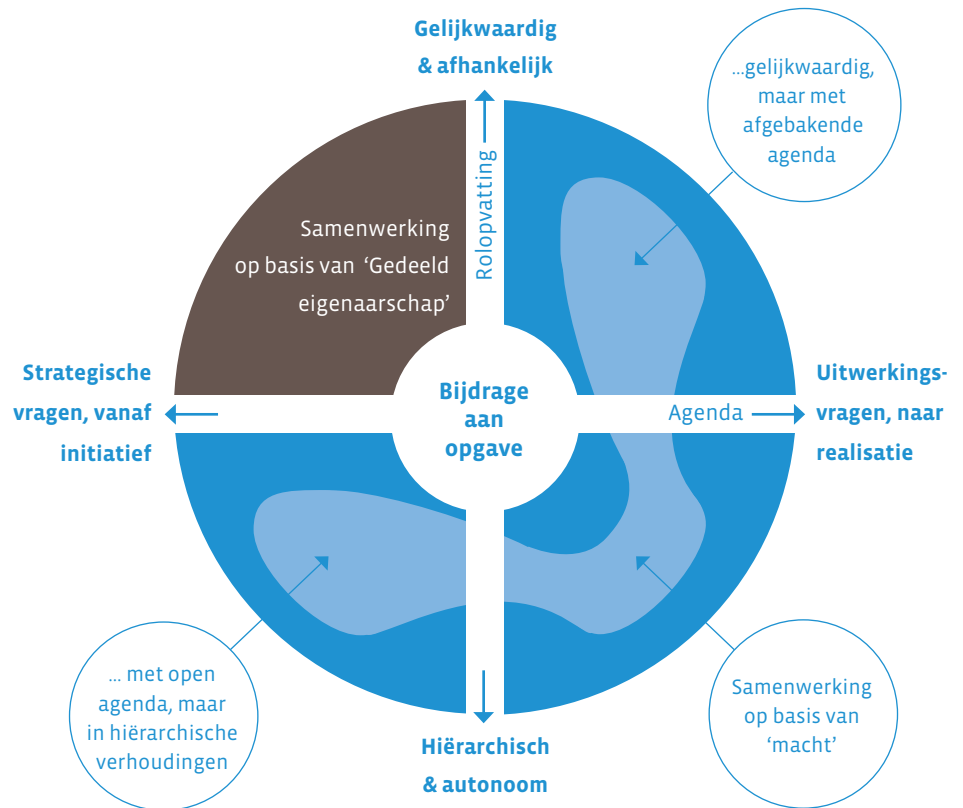 Gelijkwaardig
& afhankelijk
...gelijkwaardig,
maar met
afgebakende
agenda
Rolopvatting
Samenwerking
op basis van ‘Gedeeld
eigenaarschap’
Strategische
vragen, vanaf
initiatief
Bijdrage
aan
opgave
Agenda
Uitwerkings-
vragen, naar
realisatie
... met open
agenda, maar
in hiërarchische
verhoudingen
Hiërarchisch
& autonoom
Samenwerking
op basis van
‘macht’